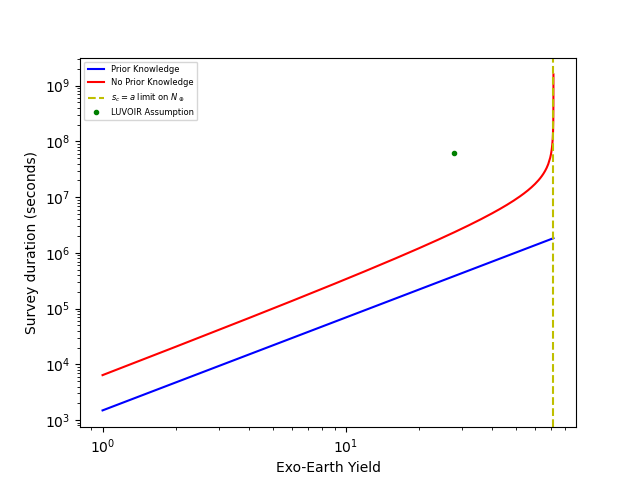 Prior Knowledge
No Prior Knowledge
s_c = a limit on N_⊕
LUVOIR Assumption
Survey duration (seconds)
10^9
10^8
10^7
10^6
10^5
10^4
10^3
10^0
10^1
Exo-Earth Yield